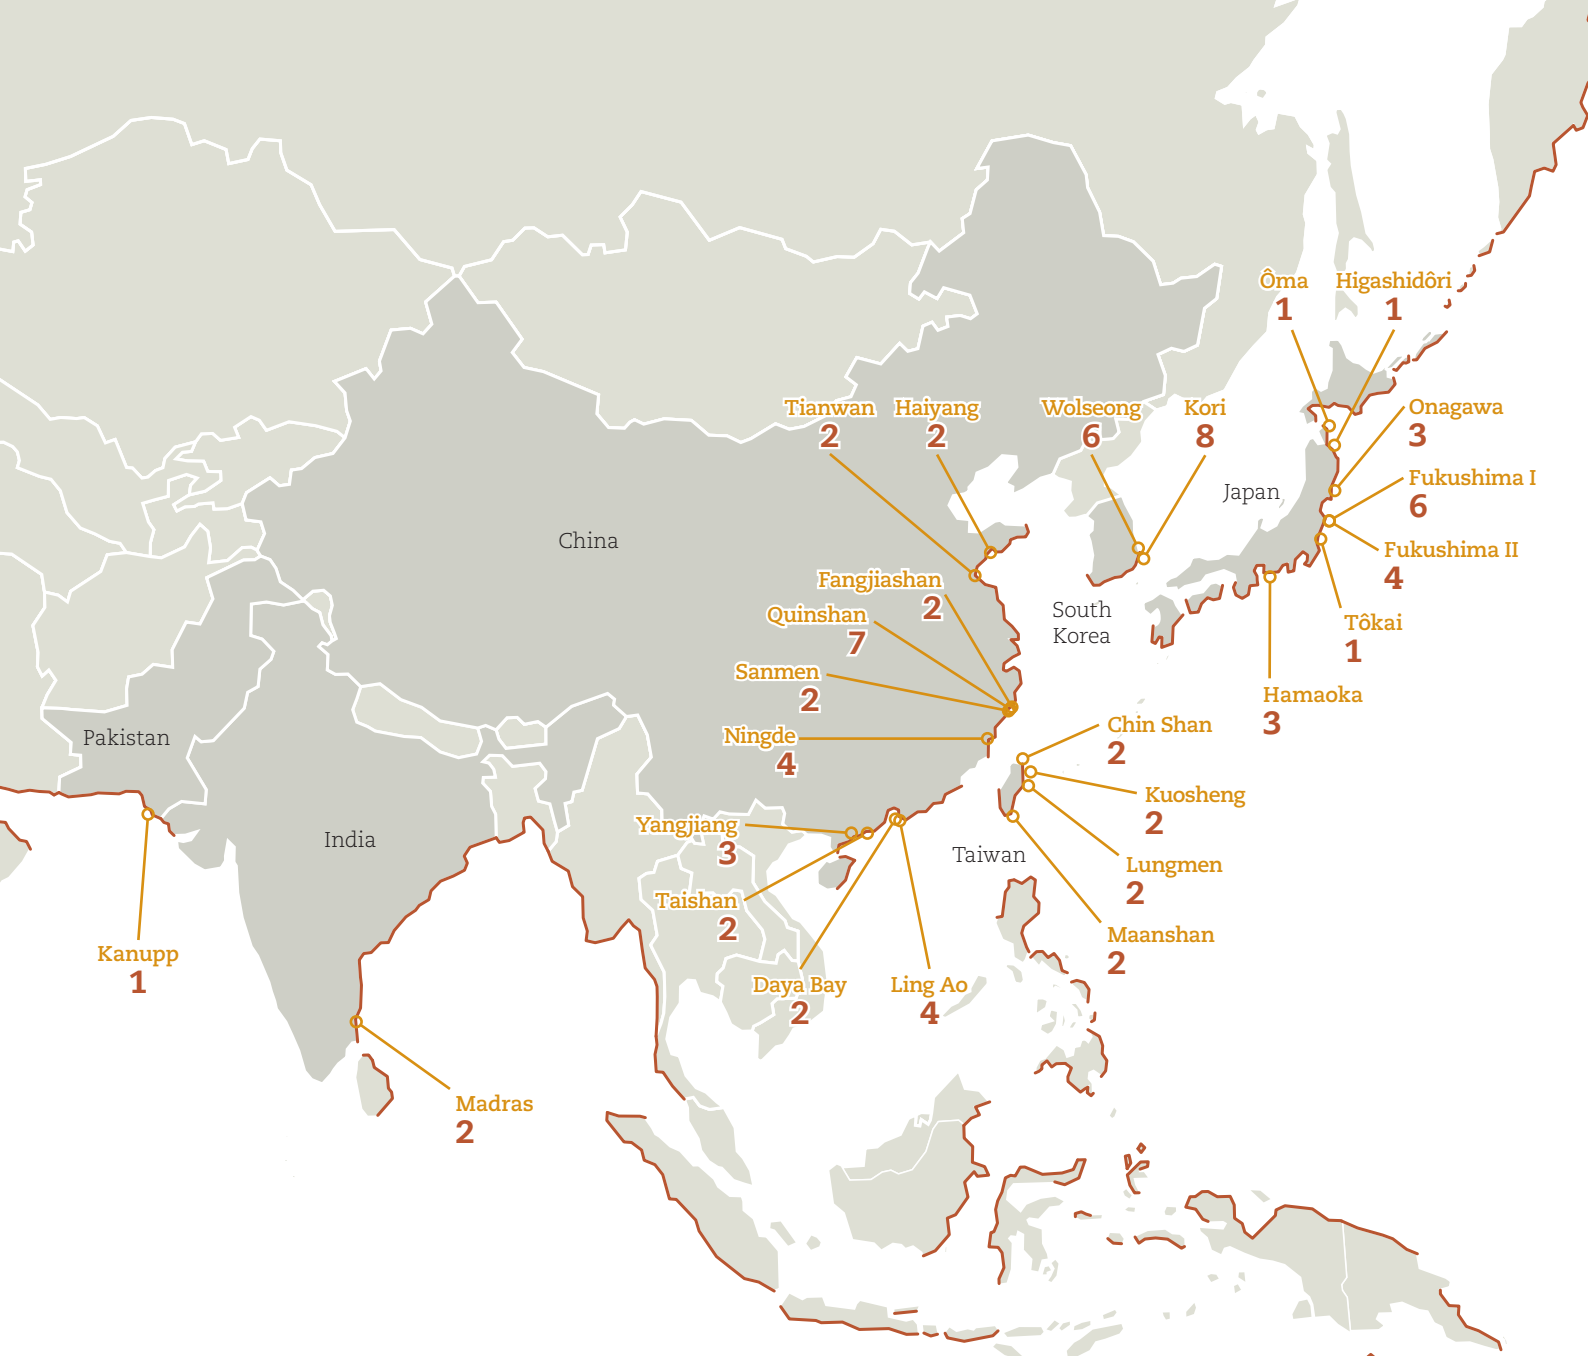 Ôma
1
Higashidôri
1
Tianwan
2
Haiyang
2
Wolseong
6
Kori
8
Onagawa
3
Japan
Fukushima I
6
China
Fukushima II
4
Fangjiashan
2
South
Korea
Quinshan
7
Tôkai
1
Sanmen
2
Hamaoka
3
Ningde
4
Chin Shan
2
Pakistan
Kuosheng
2
India
Yangjiang
3
Taiwan
Lungmen
2
Taishan
2
Maanshan
2
Kanupp
1
Daya Bay
2
Ling Ao
4
Madras
2